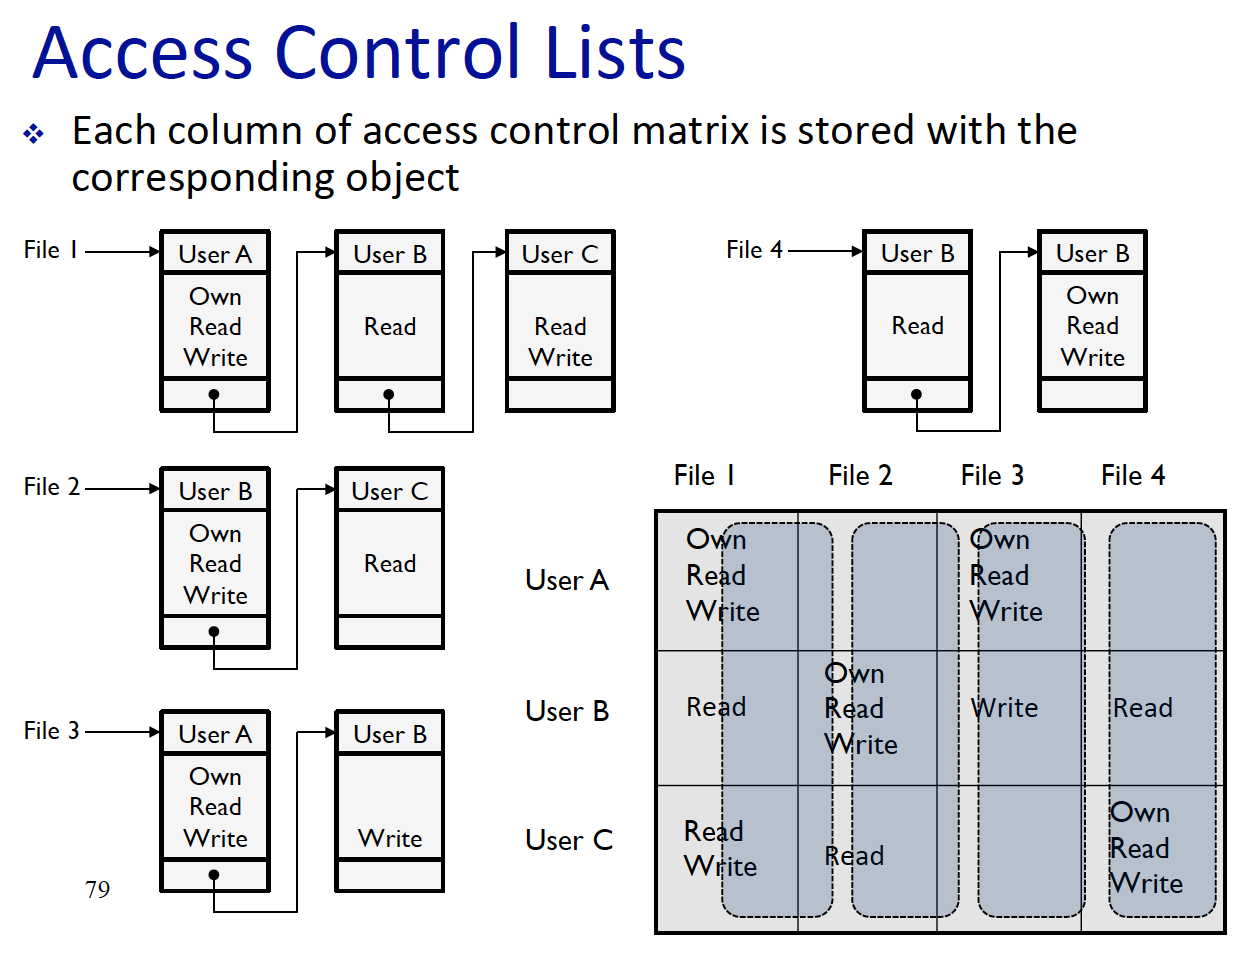 Access Control Lists
❖ Each column of access control matrix is stored with the
corresponding object
File 1
User A
Own
Read
Write
User B
Read
User C
Read
Write
File 4
User B
Read
User B
Own
Read
Write
File 2
User B
Own
Read
Write
User C
Read
File 3
User A
Own
Read
Write
User B
Write
File 1 File 2 File 3 File 4
User A
Own
Read
Write
Own
Read
Write
User B
Read
Own
Read
Write
Write
Read
User C
Read
Write
Read
Own
Read
Write
79